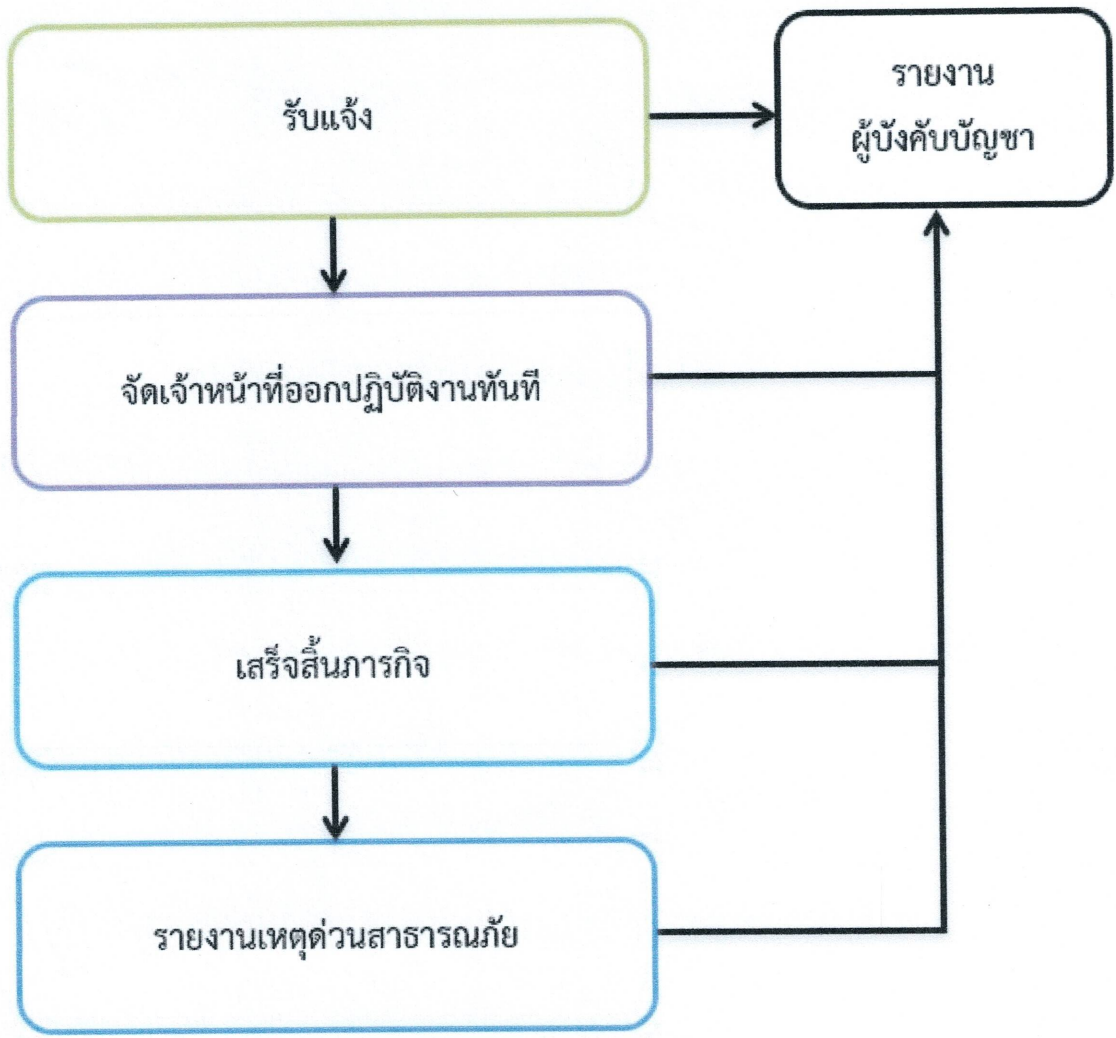 รับแจ้ง
รายงาน
ผู้บังคับบัญชา
จัดเจ้าหน้าที่ออกปฏิบัติงานทันที
เสร็จสิ้นภารกิจ
รายงานเหตุด่วนสาธารณภัย